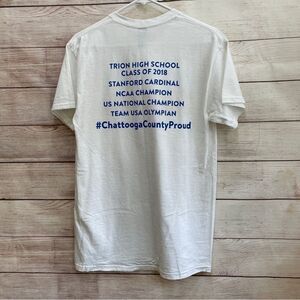 TRION HIGH SCHOOL
CLASS OF 2018
STANFORD CARDINAL
NCAA CHAMPION
US NATIONAL CHAMPION
TEAM USA OLYMPIAN
#ChattoogaCountyProud